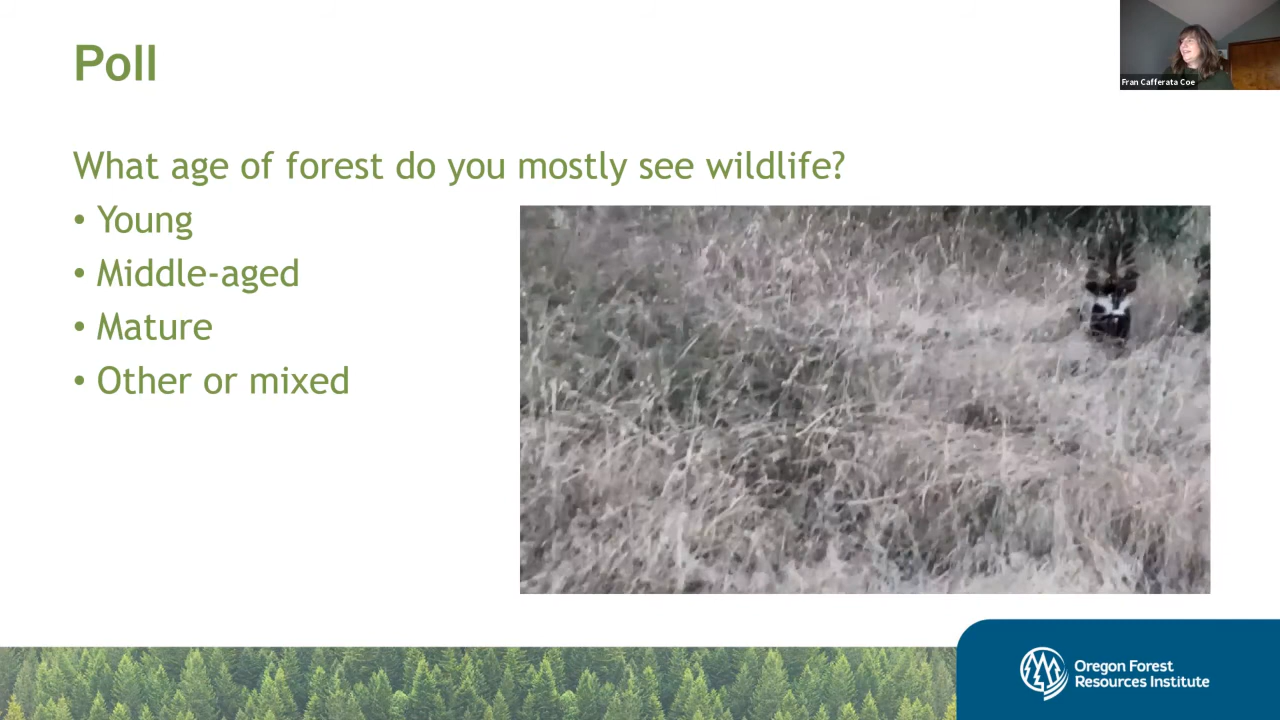 Poll
Fran Cafferata Coe
What age of forest do you mostly see wildlife?
• Young
• Middle-aged
• Mature
• Other or mixed
Oregon Forest
Resources Institute